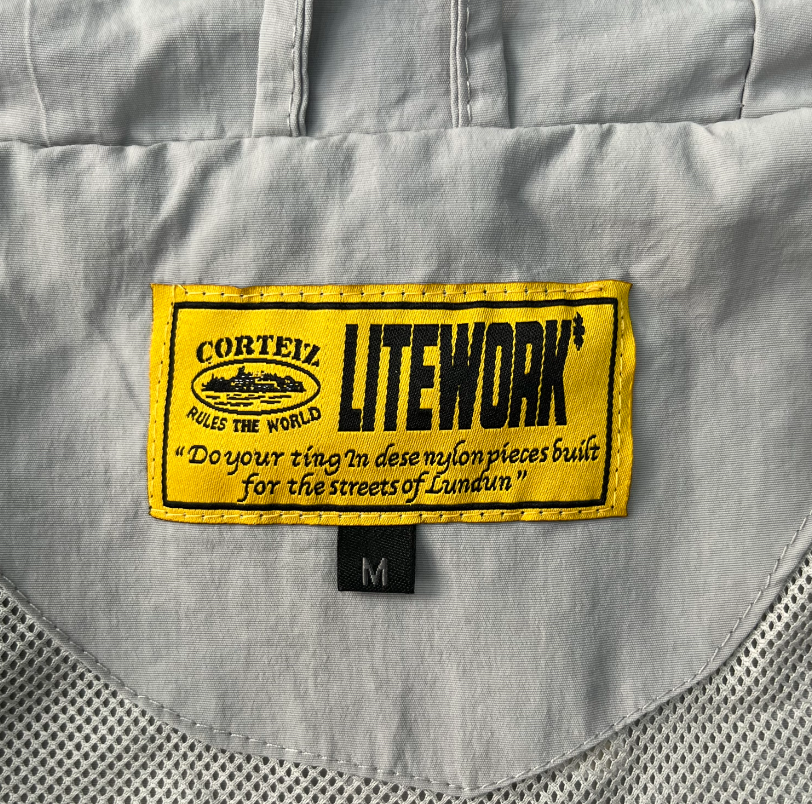 CORTEIZ
RULES THE WORLD
LITEWORK*
"Do your ting In dese nylon pieces built
for the streets of Lundun"
M